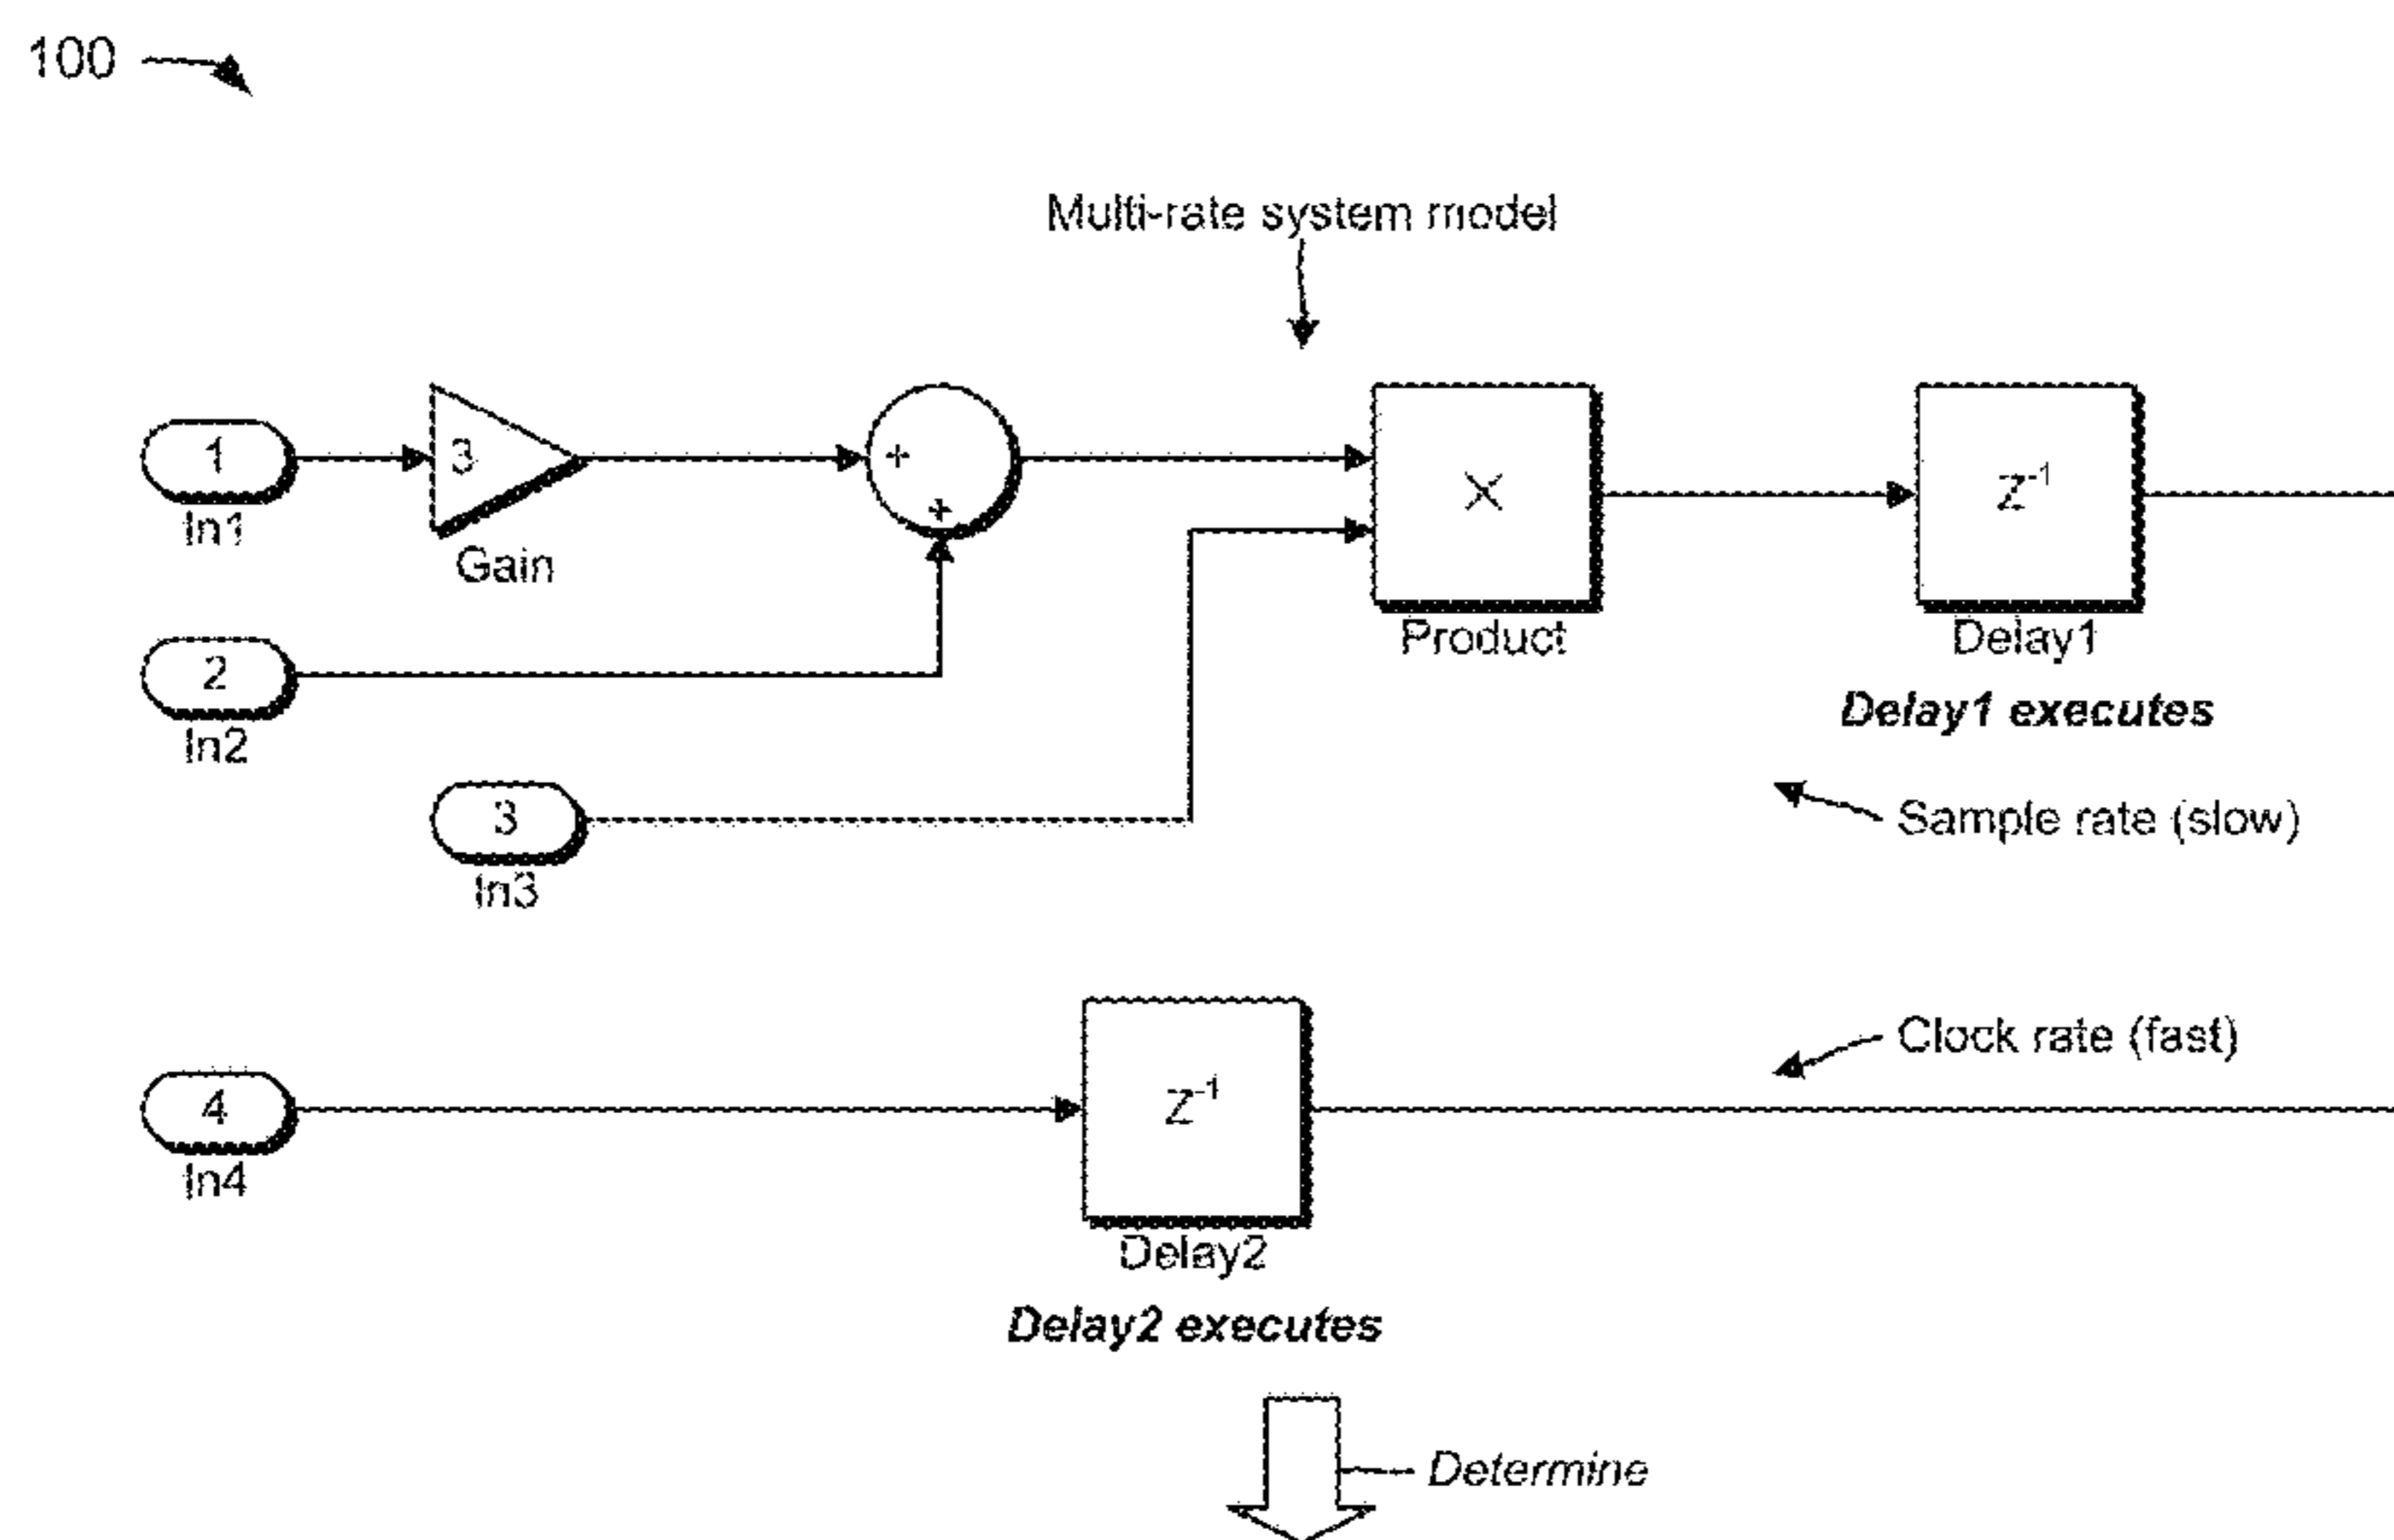 100
Multi-rate system model
1
In1
3
Gain
+
+
×
Product
Z-1
Delay1
Delay1 executes
2
In2
3
In3
Sample rate (slow)
Clock rate (fast)
4
In4
Z-1
Delay2
Delay2 executes
Determine